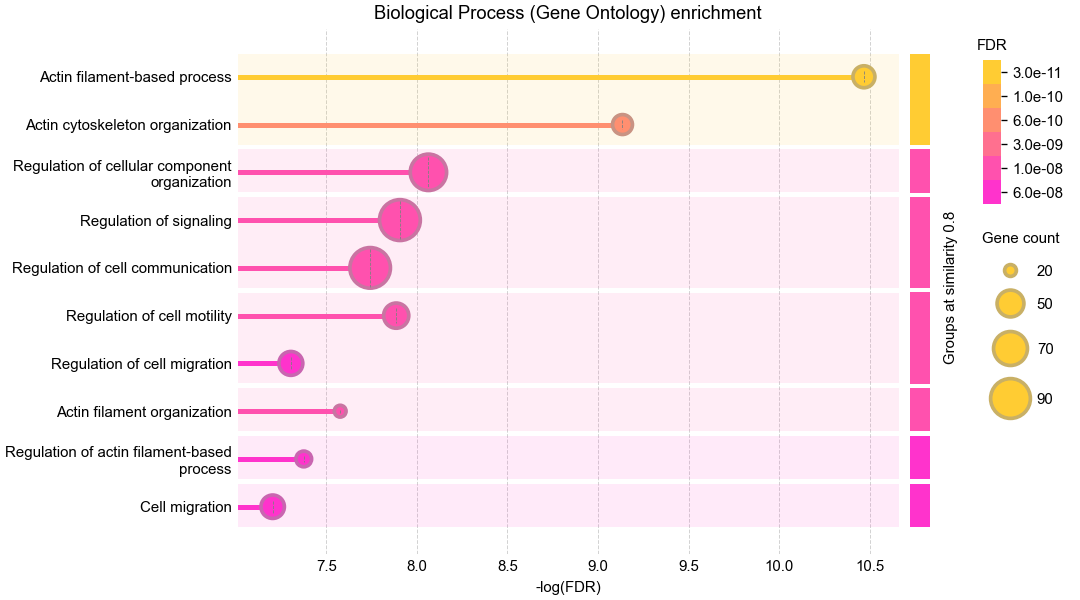 Biological Process (Gene Ontology) enrichment
Actin filament-based process
Actin cytoskeleton organization
Regulation of cellular component
organization
Regulation of signaling
Regulation of cell communication
Regulation of cell motility
Regulation of cell migration
Actin filament organization
Regulation of actin filament-based
process
Cell migration
7.5 8.0 8.5 9.0 9.5 10.0 10.5
-log(FDR)
Groups at similarity 0.8
FDR
3.0e-11
1.0e-10
6.0e-10
3.0e-09
1.0e-08
6.0e-08
Gene count
20
50
70
90